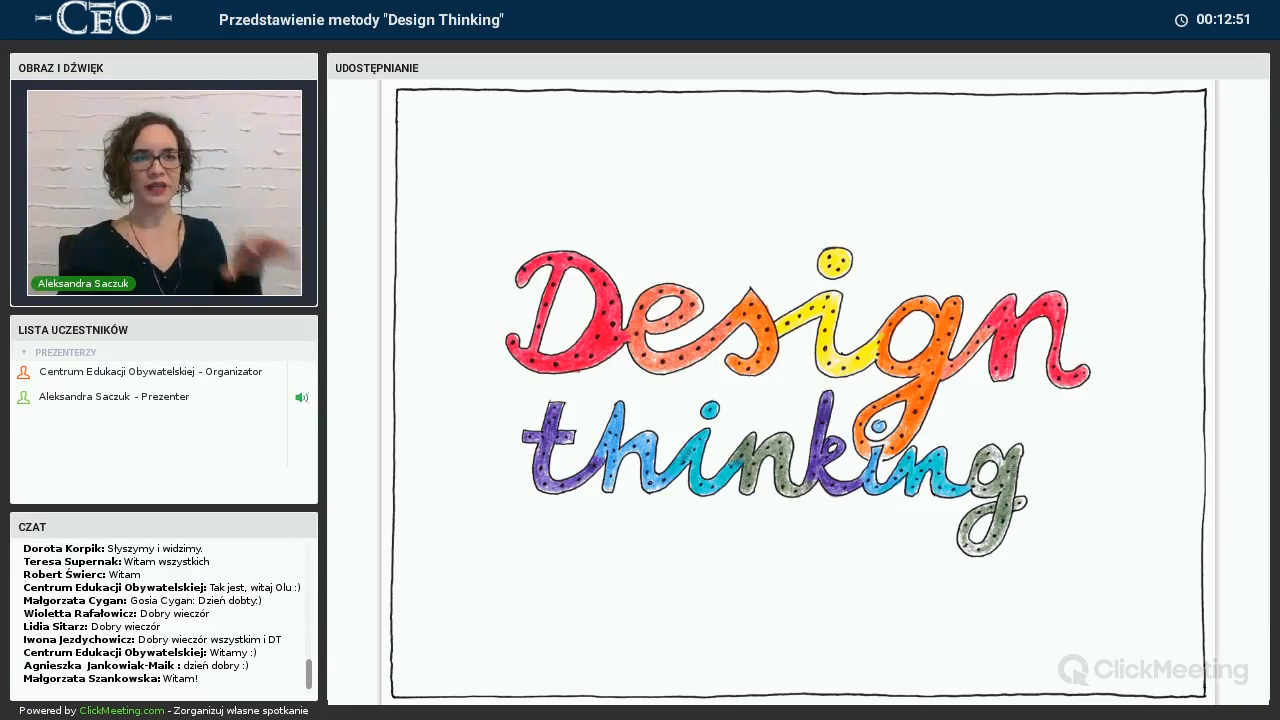 CEO
Przedstawienie metody "Design Thinking"
00:12:51
OBRAZ I DŹWIĘK
Aleksandra Saczuk
LISTA UCZESTNIKÓW
PREZENTERZY
Centrum Edukacji Obywatelskiej - Organizator
Aleksandra Saczuk - Prezenter
CZAT
Dorota Korpik: Słyszymy i widzimy.
Teresa Supernak: Witam wszystkich
Robert Świerc: Witam
Centrum Edukacji Obywatelskiej: Tak jest, witaj Olu :)
Małgorzata Cygan: Gosia Cygan: Dzień dobty:)
Wioletta Rafałowicz: Dobry wieczór
Lidia Sitarz: Dobry wieczór
Iwona Jezdychowicz: Dobry wieczór wszystkim i DT
Centrum Edukacji Obywatelskiej: Witamy :)
Agnieszka Jankowiak-Maik : dzień dobry :)
Małgorzata Szankowska: Witam!
Powered by ClickMeeting.com - Zorganizuj własne spotkanie
UDOSTĘPNIANIE
Design
thinking
ClickMeeting